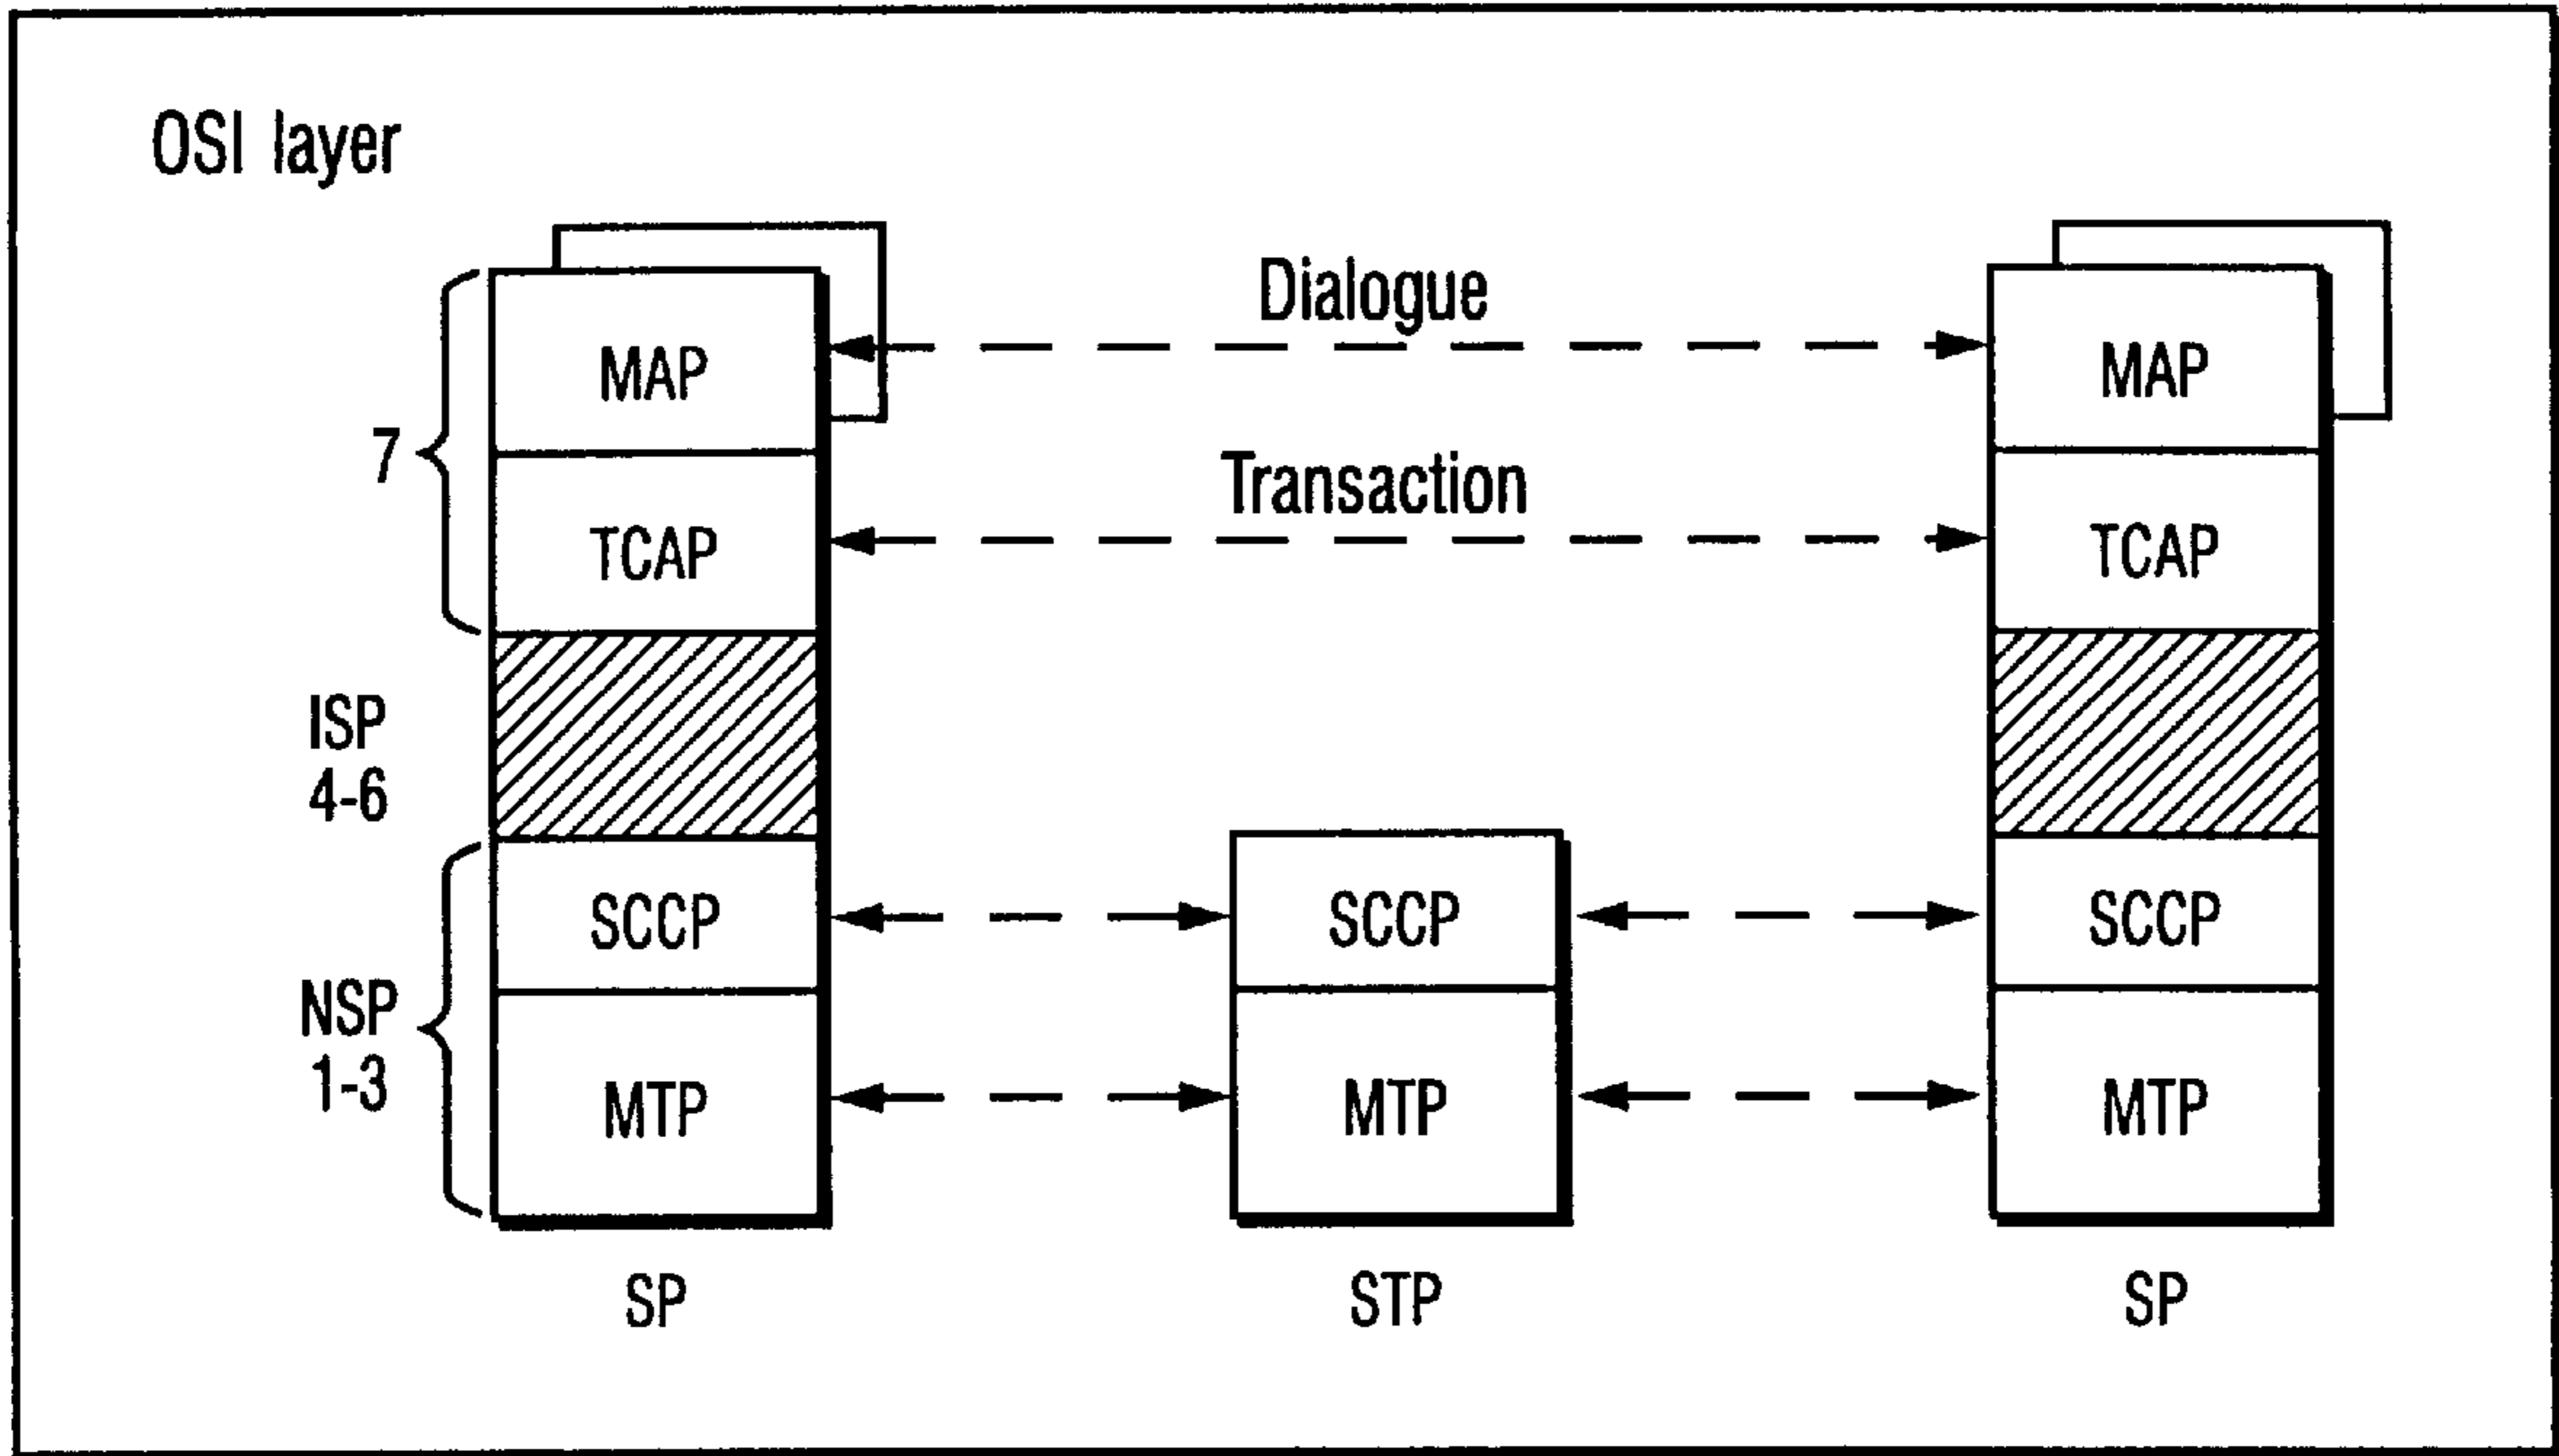 OSI layer
Dialogue
MAP
MAP
7
Transaction
TCAP
TCAP
ISP
4-6
SCCP
SCCP
SCCP
NSP
1-3
MTP
MTP
MTP
SP
STP
SP